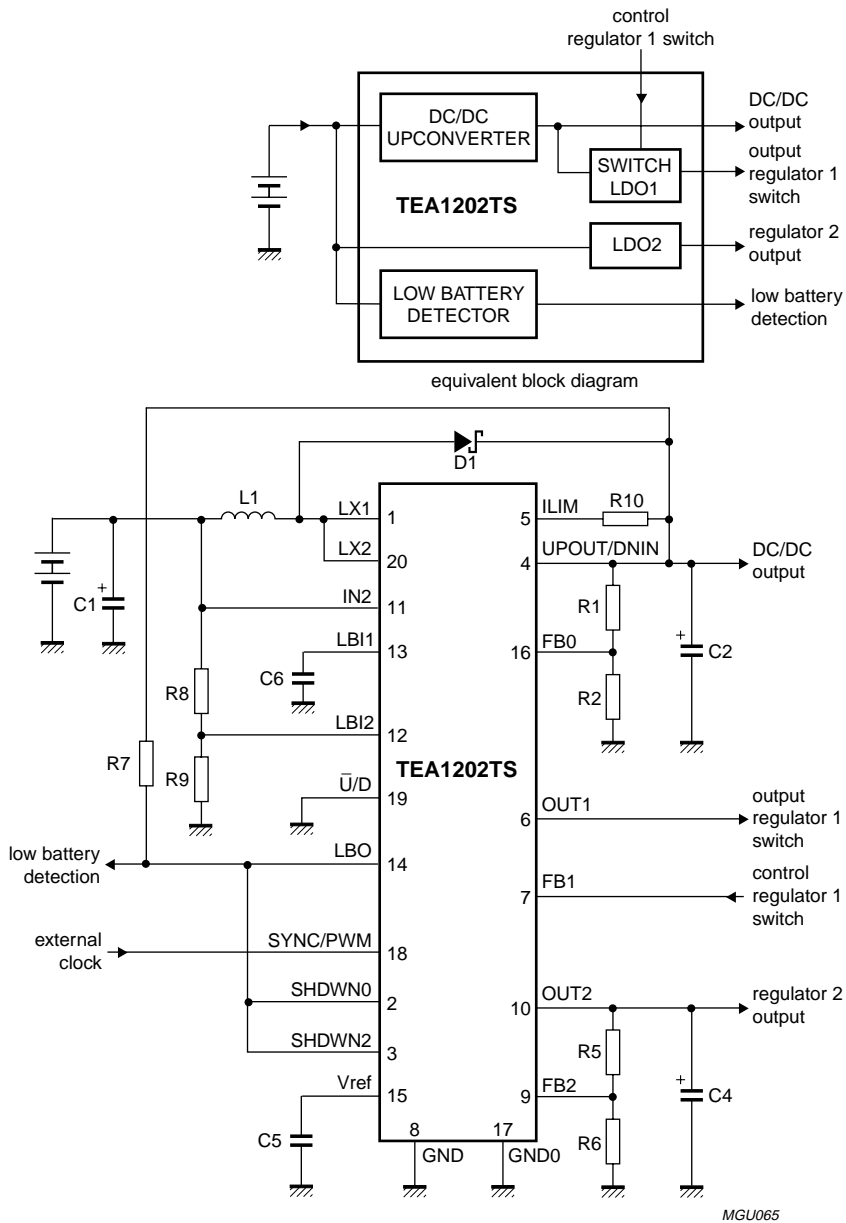 control
regulator 1 switch
DC/DC
UPCONVERTER
DC/DC
output
SWITCH
LDO1
output
regulator 1
switch
TEA1202TS
LDO2
regulator 2
output
LOW BATTERY
DETECTOR
low battery
detection
equivalent block diagram
D1
L1
LX1
1
5
ILIM
R10
LX2
20
4
UPOUT/DNIN
DC/DC
output
C1
IN2
11
R1
LBI1
13
16
FB0
C2
C6
R8
R2
LBI2
12
R7
R9
TEA1202TS
U̅/D
19
6
OUT1
output
regulator 1
switch
low battery
detection
LBO
14
7
FB1
control
regulator 1
switch
external
clock
SYNC/PWM
18
SHDWN0
2
10
OUT2
regulator 2
output
SHDWN2
3
R5
Vref
15
9
FB2
C4
C5
8
17
R6
GND
GND0
+
+
+
MGU065